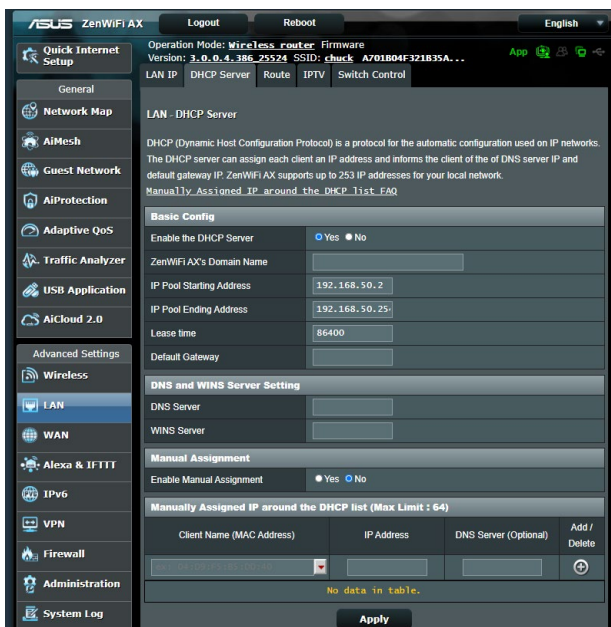 ASUS ZenWiFi AX Logout Reboot English
Quick Internet Setup
Operation Mode: Wireless router Firmware
Version: 3.0.0.4.386_25524 SSID: chuck A701B04F321B35A...
App
LAN IP DHCP Server Route IPTV Switch Control
General
Network Map
AiMesh
Guest Network
AiProtection
Adaptive QoS
Traffic Analyzer
USB Application
AiCloud 2.0
Advanced Settings
Wireless
LAN
WAN
Alexa & IFTTT
IPv6
VPN
Firewall
Administration
System Log
LAN - DHCP Server
DHCP (Dynamic Host Configuration Protocol) is a protocol for the automatic configuration used on IP networks.
The DHCP server can assign each client an IP address and informs the client of the of DNS server IP and
default gateway IP. ZenWiFi AX supports up to 253 IP addresses for your local network.
Manually Assigned IP around the DHCP list FAQ
Basic Config
Enable the DHCP Server Yes No
ZenWiFi AX's Domain Name
IP Pool Starting Address 192.168.50.2
IP Pool Ending Address 192.168.50.25
Lease time 86400
Default Gateway
DNS and WINS Server Setting
DNS Server
WINS Server
Manual Assignment
Enable Manual Assignment Yes No
Manually Assigned IP around the DHCP list (Max Limit : 64)
Client Name (MAC Address) IP Address DNS Server (Optional) Add / Delete
No data in table.
Apply